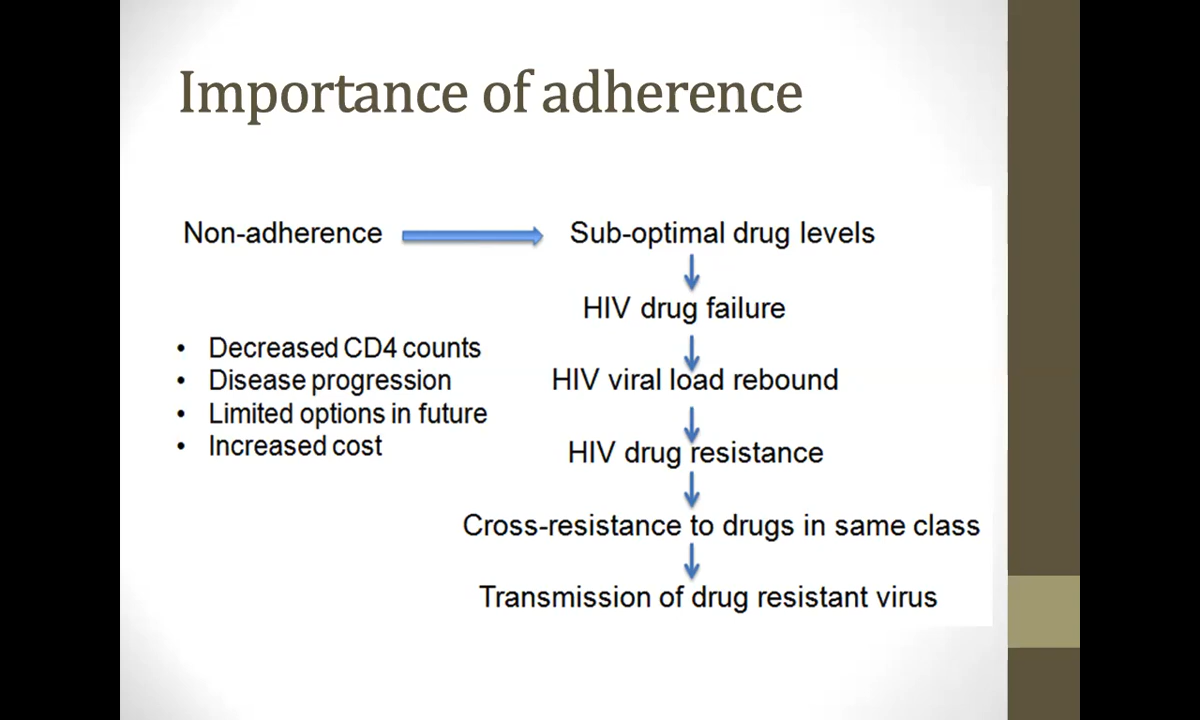 Importance of adherence
Non-adherence
Sub-optimal drug levels
HIV drug failure
HIV viral load rebound
HIV drug resistance
Cross-resistance to drugs in same class
Transmission of drug resistant virus
• Decreased CD4 counts
• Disease progression
• Limited options in future
• Increased cost